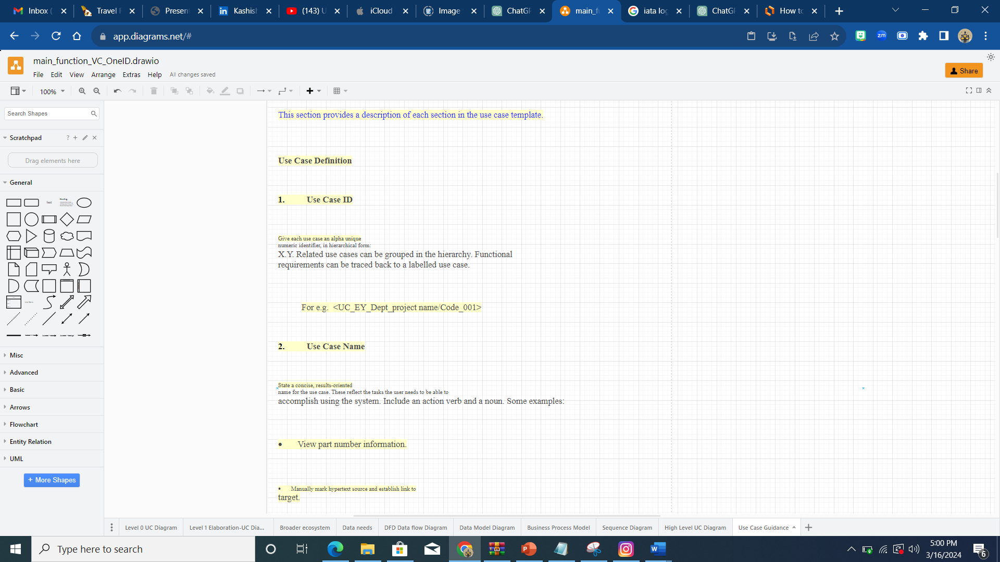 Inbox (
Travel F
Present
Kashish
(143) U
iCloud
Image
ChatGP
main_fu
iata log
ChatGP
How to
app.diagrams.net/#
zm
main_function_VC_OneID.drawio
File Edit View Arrange Extras Help All changes saved
Share
100%
Search Shapes
Scratchpad
?
Drag elements here
General
Text
Heading
List Item
Misc
Advanced
Basic
Arrows
Flowchart
Entity Relation
UML
+ More Shapes
This section provides a description of each section in the use case template.
Use Case Definition
1. Use Case ID
Give each use case an alpha unique
numeric identifier, in hierarchical form:
X.Y. Related use cases can be grouped in the hierarchy. Functional
requirements can be traced back to a labelled use case.
For e.g. <UC_EY_Dept_project name/Code_001>
2. Use Case Name
State a concise, results-oriented
name for the use case. These reflect the tasks the user needs to be able to
accomplish using the system. Include an action verb and a noun. Some examples:
• View part number information.
• Manually mark hypertext source and establish link to
target.
Level 0 UC Diagram
Level 1 Elaboration-UC Dia...
Broader ecosystem
Data needs
DFD Data flow Diagram
Data Model Diagram
Business Process Model
Sequence Diagram
High Level UC Diagram
Use Case Guidance
Type here to search
5:00 PM
3/16/2024
6